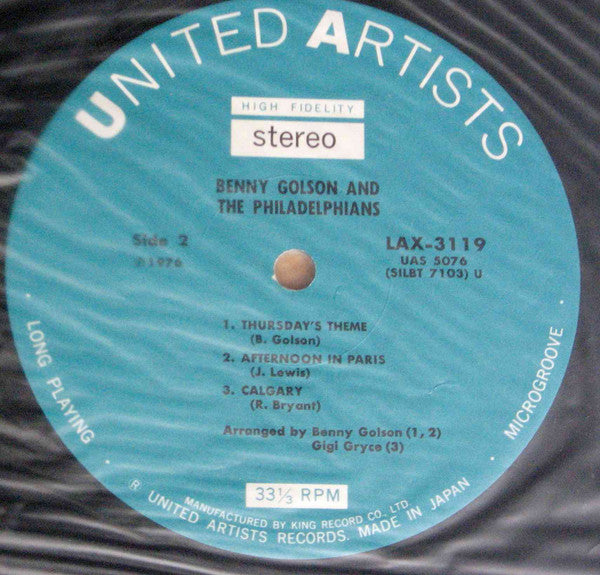 UNITED ARTISTS
HIGH FIDELITY
stereo
BENNY GOLSON AND
THE PHILADELPHIANS
Side 2
LAX-3119
℗1976
UAS 5076
(SILBT 7103) U
1. THURSDAY'S THEME
(B. Golson)
2. AFTERNOON IN PARIS
(J. Lewis)
3. CALGARY
(R. Bryant)
Arranged by Benny Golson (1, 2)
Gigi Gryce (3)
33⅓ RPM
· LONG PLAYING ·
· MICROGROOVE ·
MANUFACTURED BY KING RECORD CO. LTD
® UNITED ARTISTS RECORDS. MADE IN JAPAN